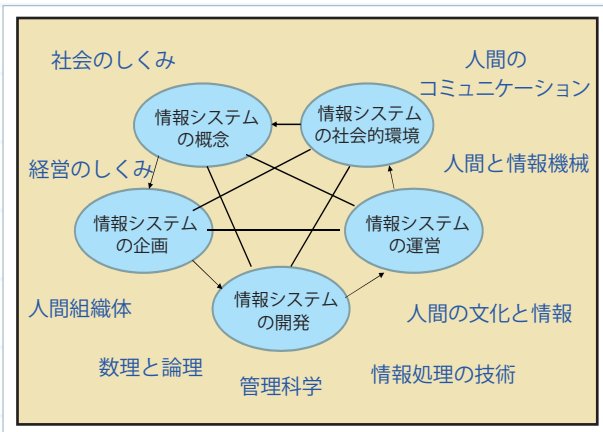 社会のしくみ
人間の
コミュニケーション
情報システム
の概念
情報システム
の社会的環境
経営のしくみ
人間と情報機械
情報システム
の企画
情報システム
の運営
情報システム
の開発
人間組織体
人間の文化と情報
数理と論理
管理科学
情報処理の技術